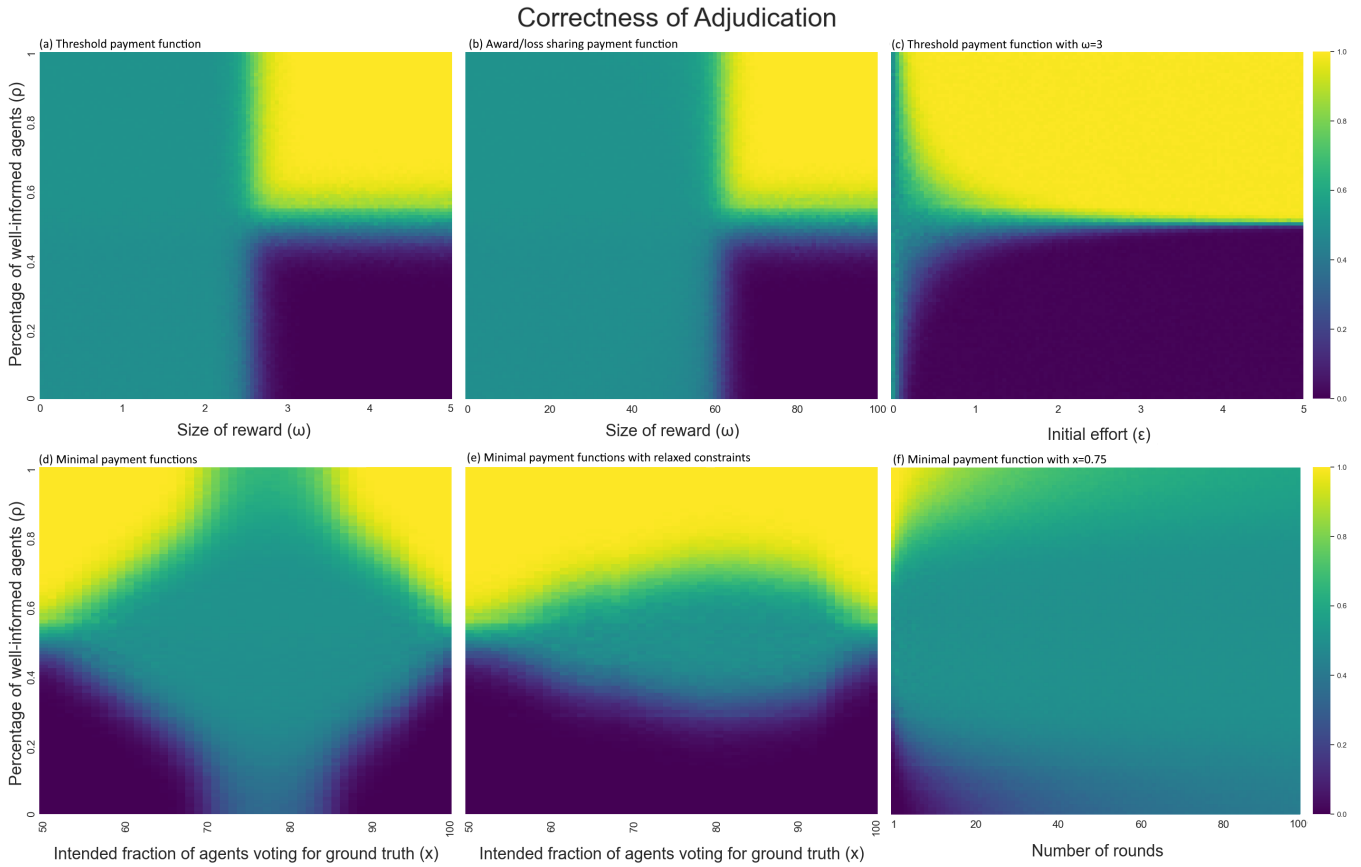 Correctness of Adjudication
(a) Threshold payment function
(b) Award/loss sharing payment function
(c) Threshold payment function with ω=3
Percentage of well-informed agents (ρ)
1
0.8
0.6
0.4
0.2
0
0 1 2 3 4 5
Size of reward (ω)
0 20 40 60 80 100
Size of reward (ω)
0 1 2 3 4 5
Initial effort (ε)
1.0
0.8
0.6
0.4
0.2
0.0
(d) Minimal payment functions
(e) Minimal payment functions with relaxed constraints
(f) Minimal payment function with x=0.75
Percentage of well-informed agents (ρ)
1
0.8
0.6
0.4
0.2
0
50 60 70 80 90 100
Intended fraction of agents voting for ground truth (x)
50 60 70 80 90 100
Intended fraction of agents voting for ground truth (x)
1 20 40 60 80 100
Number of rounds
1.0
0.8
0.6
0.4
0.2
0.0